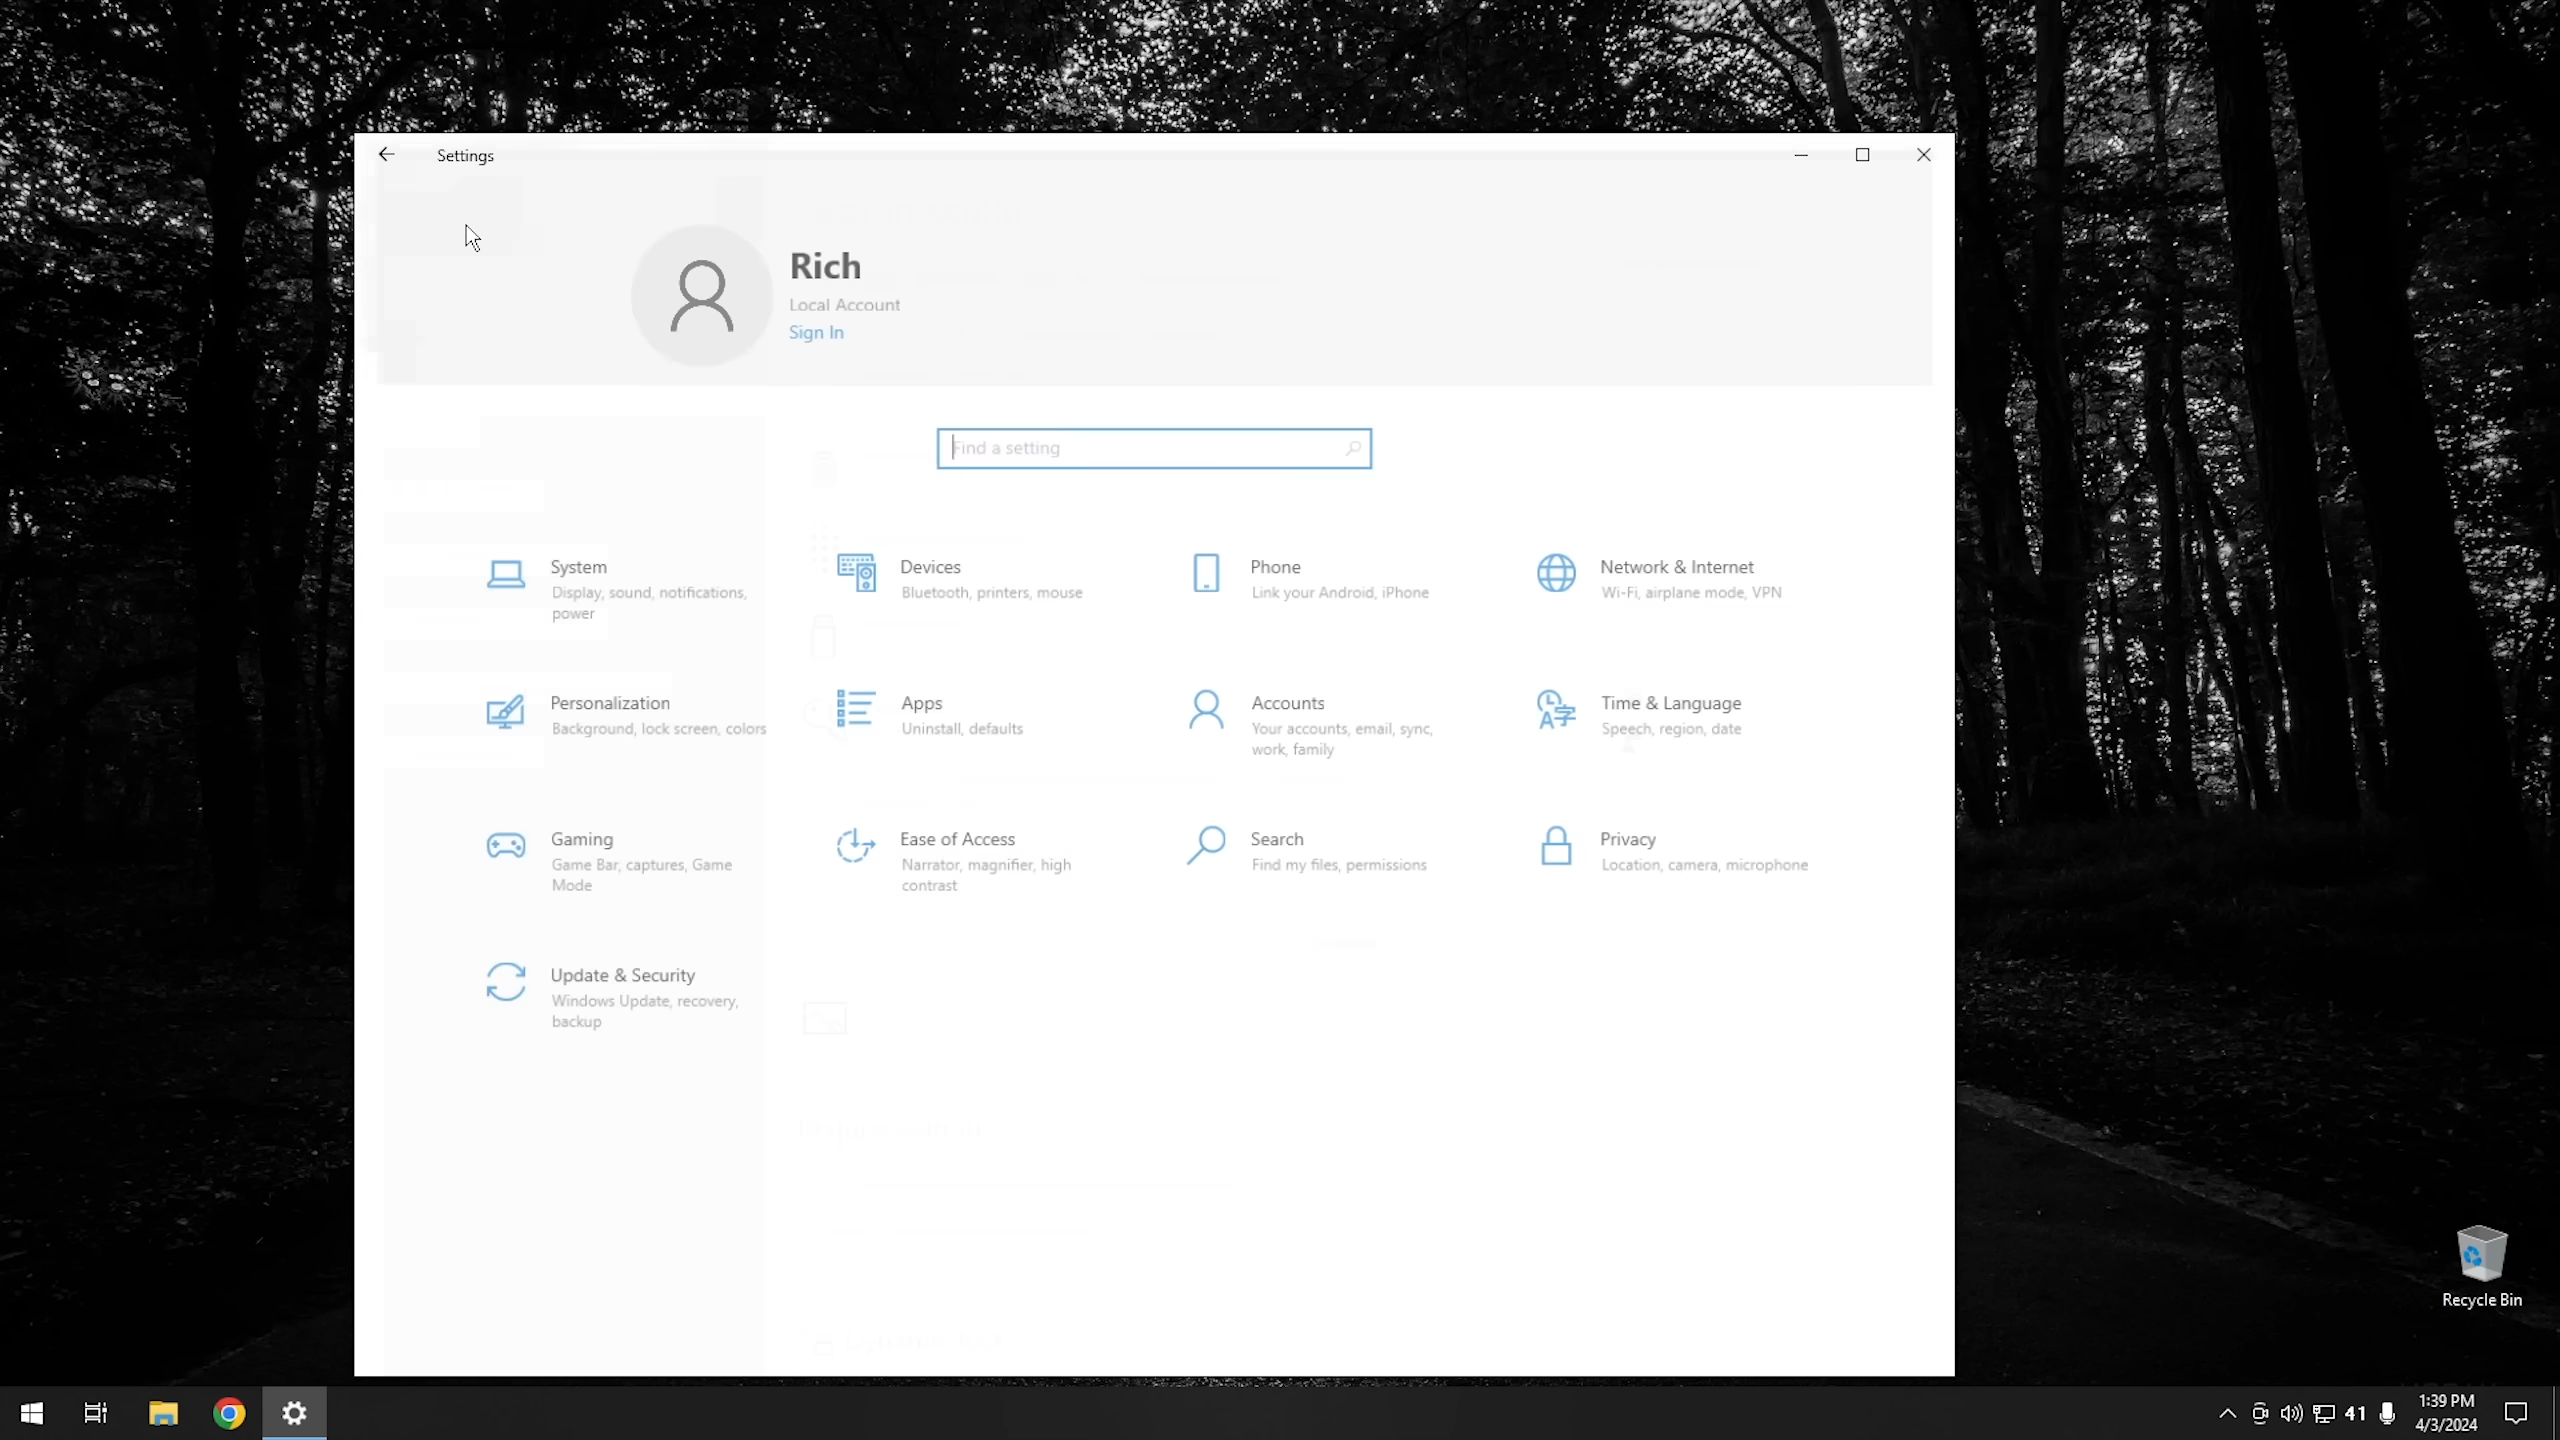 Settings
Rich
Local Account
Sign In
Find a setting
System
Display, sound, notifications,
power
Devices
Bluetooth, printers, mouse
Phone
Link your Android, iPhone
Network & Internet
Wi-Fi, airplane mode, VPN
Personalization
Background, lock screen, colors
Apps
Uninstall, defaults
Accounts
Your accounts, email, sync,
work, family
Time & Language
Speech, region, date
Gaming
Game Bar, captures, Game
Mode
Ease of Access
Narrator, magnifier, high
contrast
Search
Find my files, permissions
Privacy
Location, camera, microphone
Update & Security
Windows Update, recovery,
backup
Recycle Bin
41
1:39 PM
4/3/2024